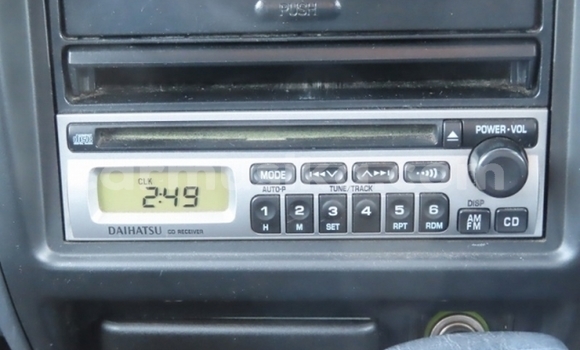 PUSH
POWER·VOL
MODE
AUTO-P
TUNE/TRACK
CLK
2:49
DAIHATSU CD RECEIVER
1 2 3 4 5 6
H M SET RPT RDM
DISP
AM FM
CD